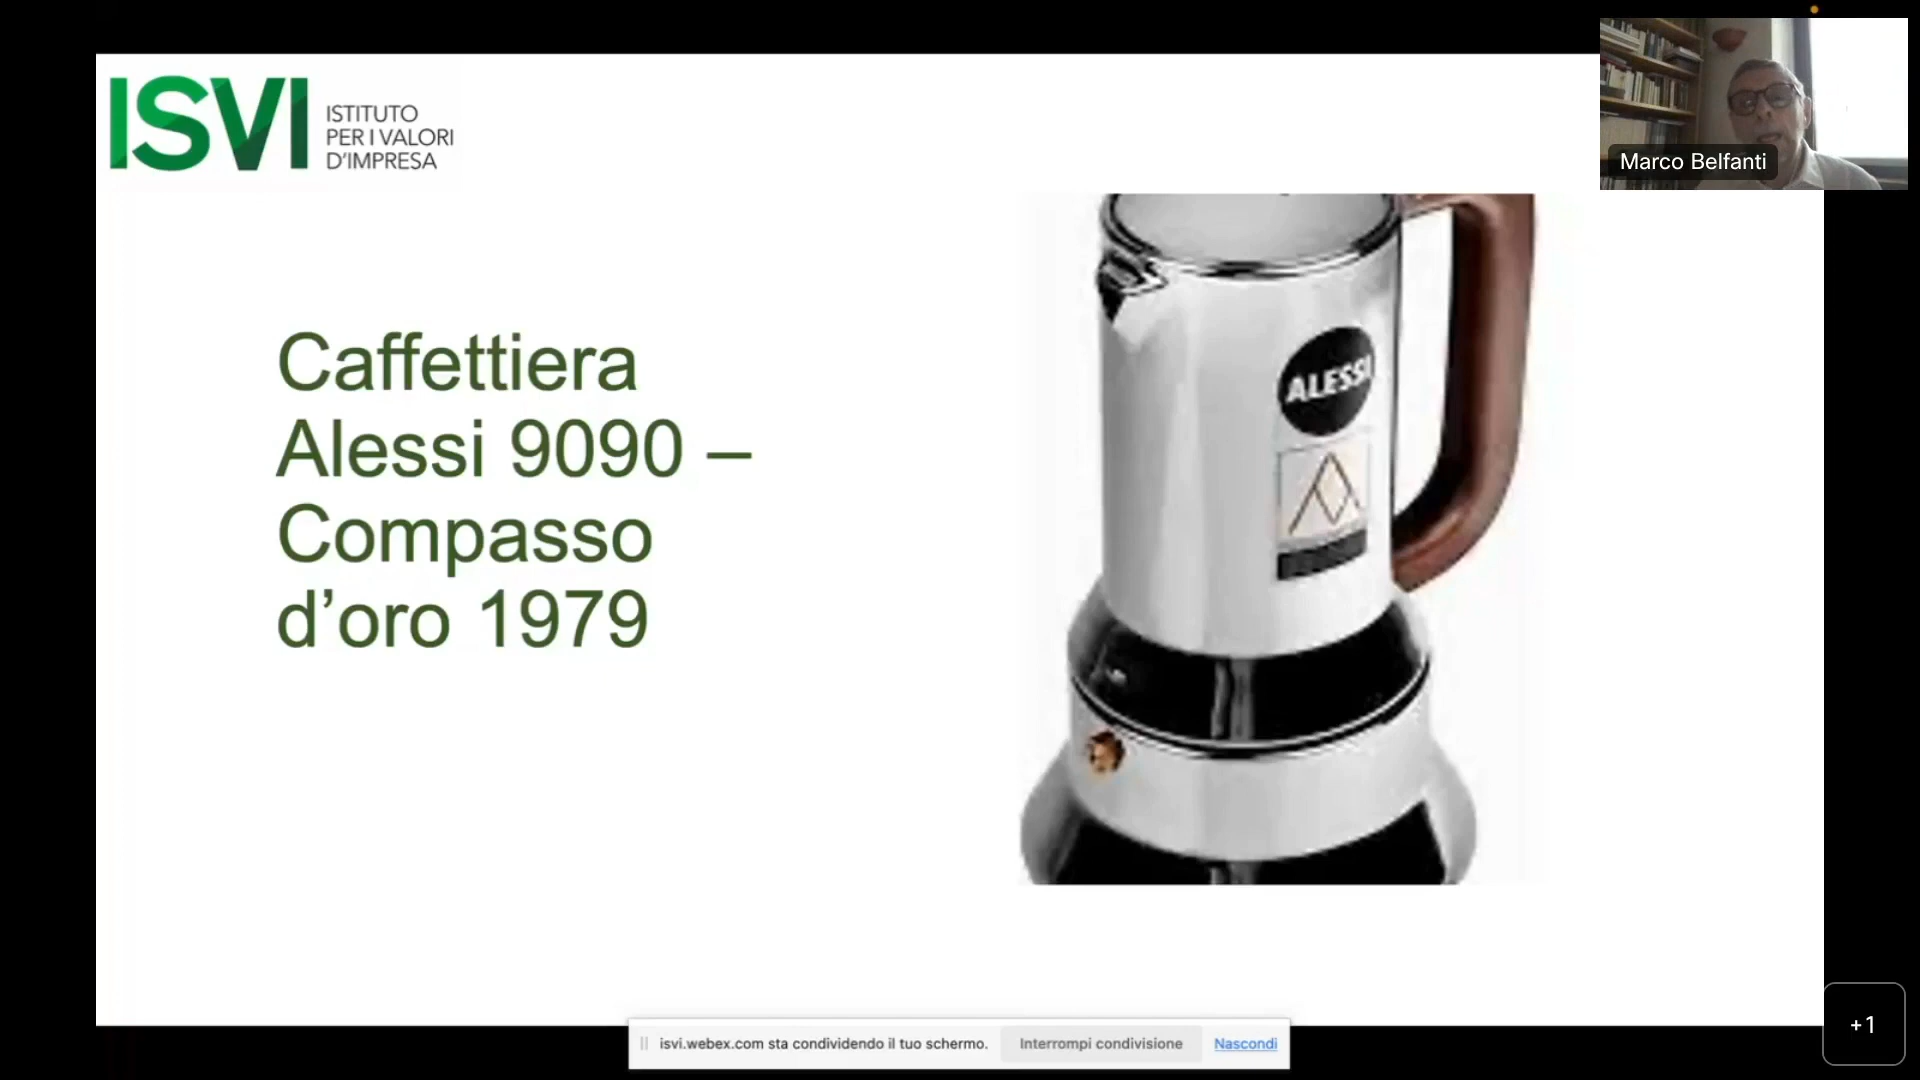 ISVI
ISTITUTO
PER I VALORI
D'IMPRESA
Marco Belfanti
Caffettiera
Alessi 9090 –
Compasso
d’oro 1979
ALESSI
isvi.webex.com sta condividendo il tuo schermo.
Interrompi condivisione
Nascondi
+1